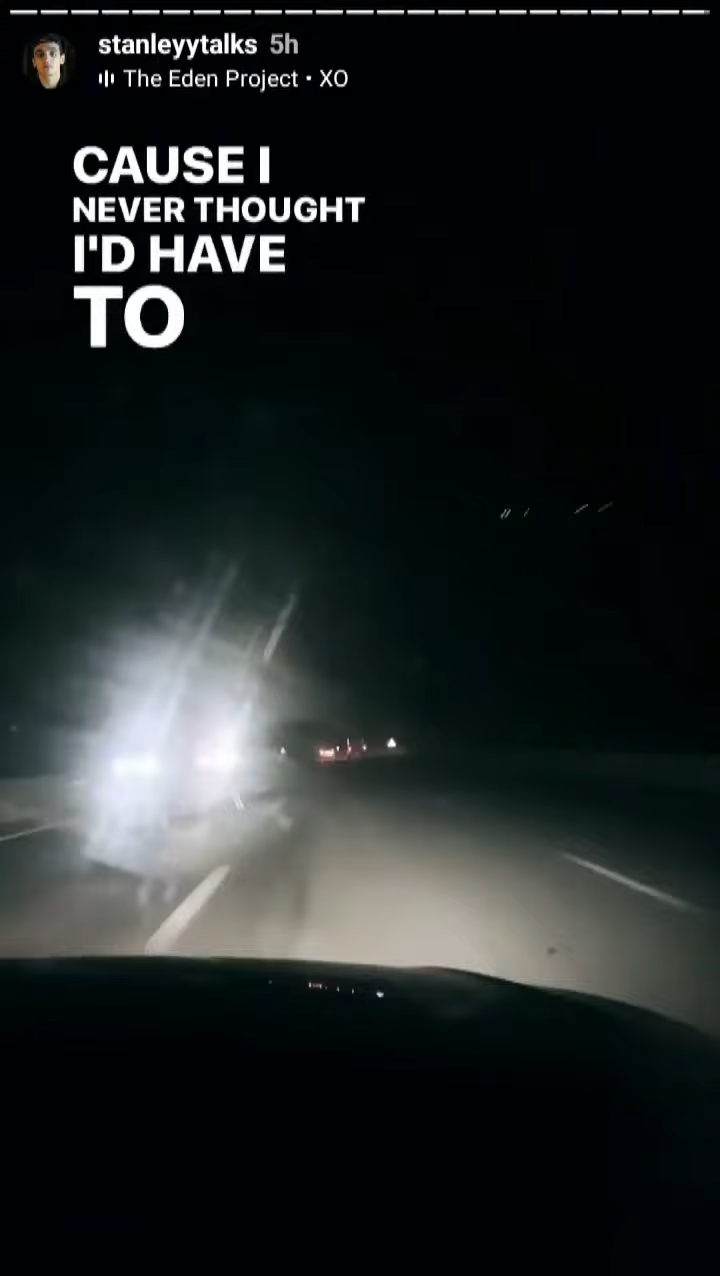 stanleyytalks 5h
The Eden Project • XO
CAUSE I
NEVER THOUGHT
I'D HAVE
TO